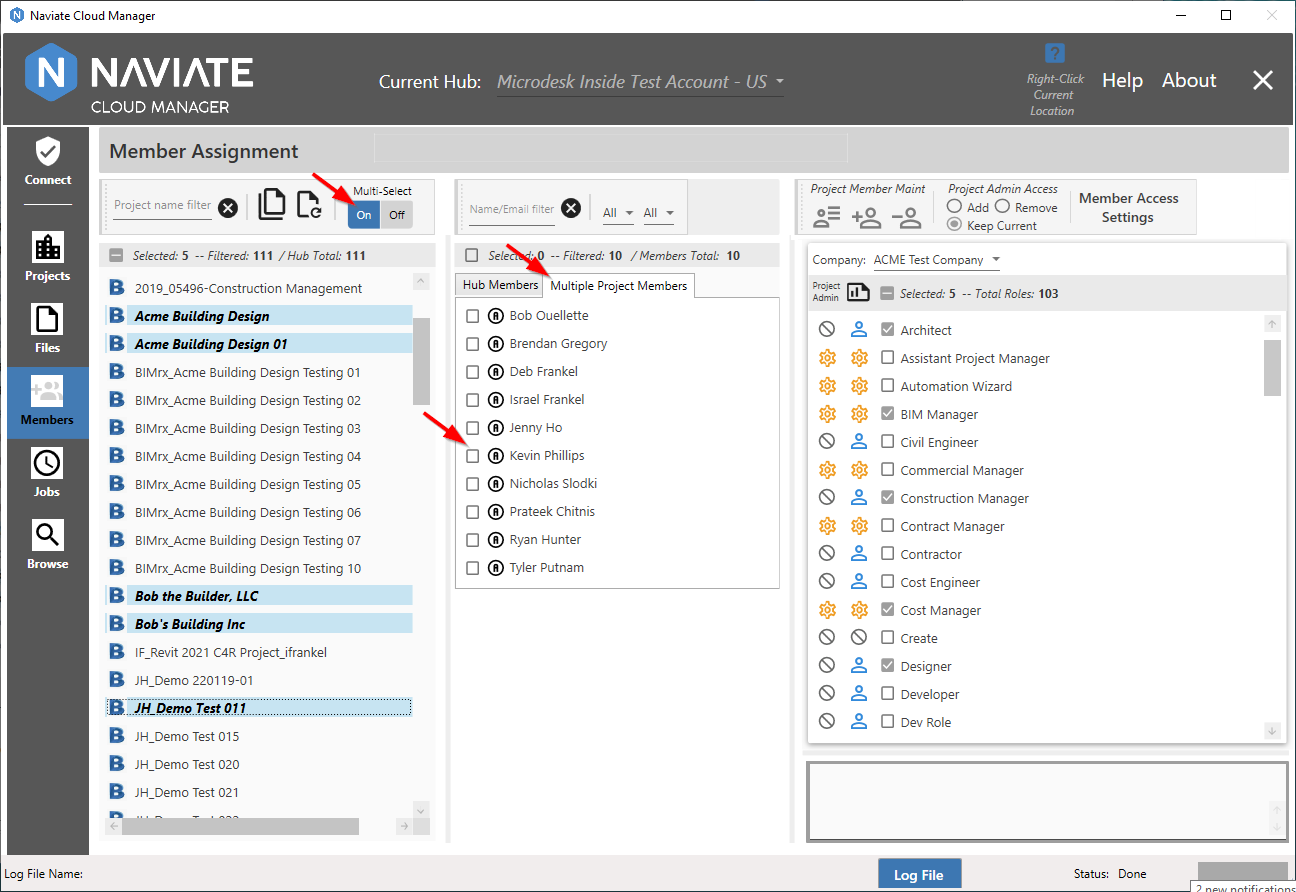 Naviate Cloud Manager
NAVIATE
CLOUD MANAGER
Current Hub: Microdesk Inside Test Account - US
?
Right-Click
Current
Location
Help
About
Connect
Projects
Files
Members
Jobs
Browse
Member Assignment
Project name filter
Multi-Select
On
Off
Selected: 5 -- Filtered: 111 / Hub Total: 111
2019_05496-Construction Management
Acme Building Design
Acme Building Design 01
BIMrx_Acme Building Design Testing 01
BIMrx_Acme Building Design Testing 02
BIMrx_Acme Building Design Testing 03
BIMrx_Acme Building Design Testing 04
BIMrx_Acme Building Design Testing 05
BIMrx_Acme Building Design Testing 06
BIMrx_Acme Building Design Testing 07
BIMrx_Acme Building Design Testing 10
Bob the Builder, LLC
Bob's Building Inc
IF_Revit 2021 C4R Project_ifrankel
JH_Demo 220119-01
JH_Demo Test 011
JH_Demo Test 015
JH_Demo Test 020
JH_Demo Test 021
Name/Email filter
All
All
Selected: 0 -- Filtered: 10 / Members Total: 10
Hub Members
Multiple Project Members
Bob Ouellette
Brendan Gregory
Deb Frankel
Israel Frankel
Jenny Ho
Kevin Phillips
Nicholas Slodki
Prateek Chitnis
Ryan Hunter
Tyler Putnam
Project Member Maint
Project Admin Access
Add
Remove
Keep Current
Member Access
Settings
Company: ACME Test Company
Project
Admin
Selected: 5 -- Total Roles: 103
Architect
Assistant Project Manager
Automation Wizard
BIM Manager
Civil Engineer
Commercial Manager
Construction Manager
Contract Manager
Contractor
Cost Engineer
Cost Manager
Create
Designer
Developer
Dev Role
Log File Name:
Log File
Status: Done
2 new notifications